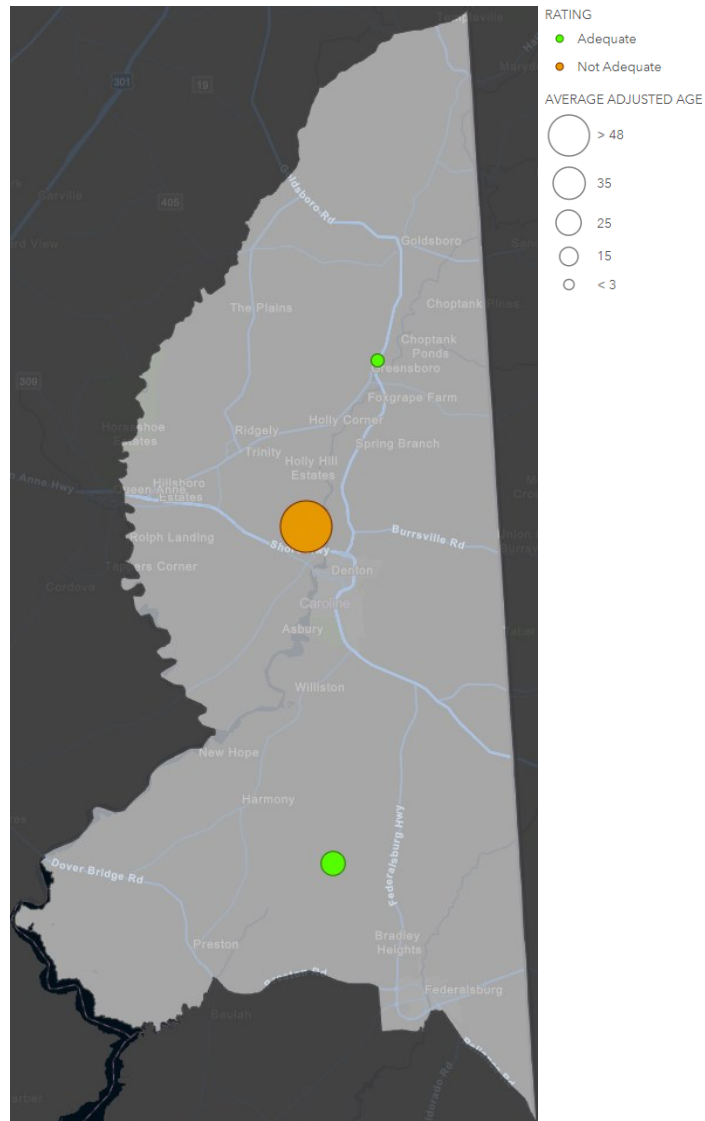 Templeville
RATING
Adequate
Not Adequate
AVERAGE ADJUSTED AGE
> 48
35
25
15
< 3
301
19
405
Goldsboro Rd
Goldsboro
The Plains
Choptank Pines
Choptank
Ponds
Greensboro
309
Foxgrape Farm
Holly Corner
Horseshoe
Estates
Ridgely
Spring Branch
Trinity
Holly Hill
Estates
Queen Anne
Hillsboro
Estates
Rolph Landing
Burrsville Rd
Tappers Corner
Denton
Cordova
Caroline
Asbury
Williston
New Hope
Harmony
Federalsburg Hwy
Dover Bridge Rd
Bradley
Heights
Preston
Federalsburg
Beulah